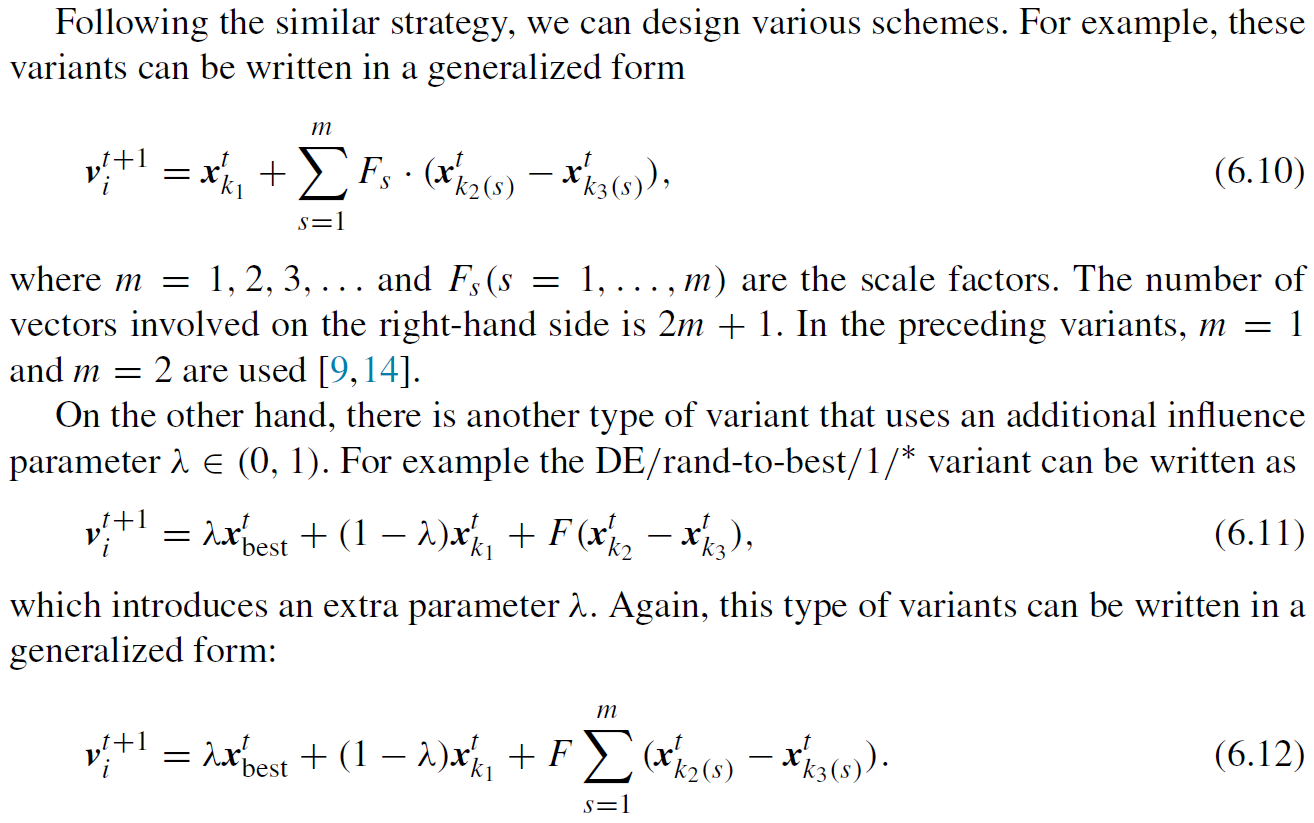 Following the similar strategy, we can design various schemes. For example, these
variants can be written in a generalized form
v_i^{t+1} = x_{k_1}^t + \sum_{s=1}^{m} F_s · (x_{k_2(s)}^t − x_{k_3(s)}^t), (6.10)
where m = 1, 2, 3, . . . and F_s(s = 1, . . . , m) are the scale factors. The number of
vectors involved on the right-hand side is 2m + 1. In the preceding variants, m = 1
and m = 2 are used [9,14].
On the other hand, there is another type of variant that uses an additional influence
parameter λ ∈ (0, 1). For example the DE/rand-to-best/1/* variant can be written as
v_i^{t+1} = λx_{best}^t + (1 − λ)x_{k_1}^t + F(x_{k_2}^t − x_{k_3}^t), (6.11)
which introduces an extra parameter λ. Again, this type of variants can be written in a
generalized form:
v_i^{t+1} = λx_{best}^t + (1 − λ)x_{k_1}^t + F \sum_{s=1}^{m} (x_{k_2(s)}^t − x_{k_3(s)}^t). (6.12)